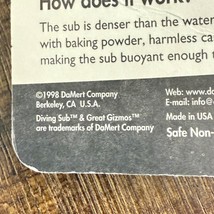 How does it work?
The sub is denser than the water
with baking powder, harmless ca
making the sub buoyant enough t
©1998 DaMert Company
Berkeley, CA U.S.A.
Diving Sub™ & Great Gizmos™
are trademarks of DaMert Company
Web: www.da
E-mail: info@
Made in USA
Safe Non-